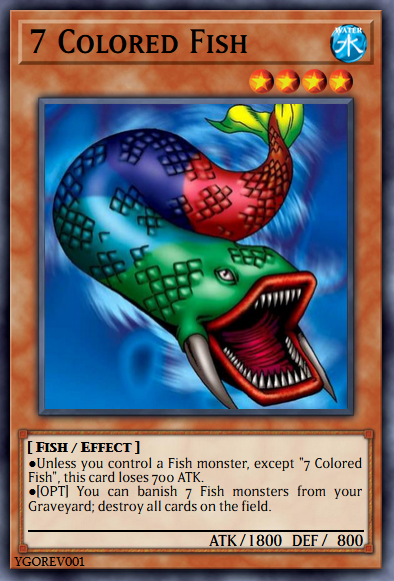 7 Colored Fish
WATER
水
[ Fish / Effect ]
●Unless you control a Fish monster, except "7 Colored
Fish", this card loses 700 ATK.
●[OPT] You can banish 7 Fish monsters from your
Graveyard; destroy all cards on the field.
ATK/1800 DEF/ 800
YGOREV001